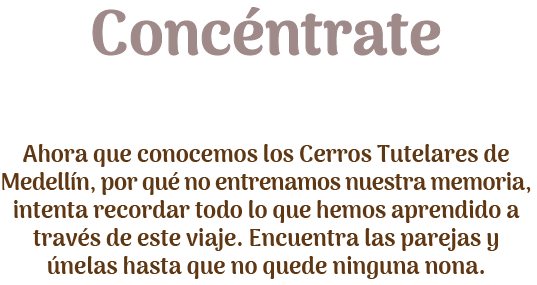 Concéntrate
Ahora que conocemos los Cerros Tutelares de
Medellín, por qué no entrenamos nuestra memoria,
intenta recordar todo lo que hemos aprendido a
través de este viaje. Encuentra las parejas y
únelas hasta que no quede ninguna nona.